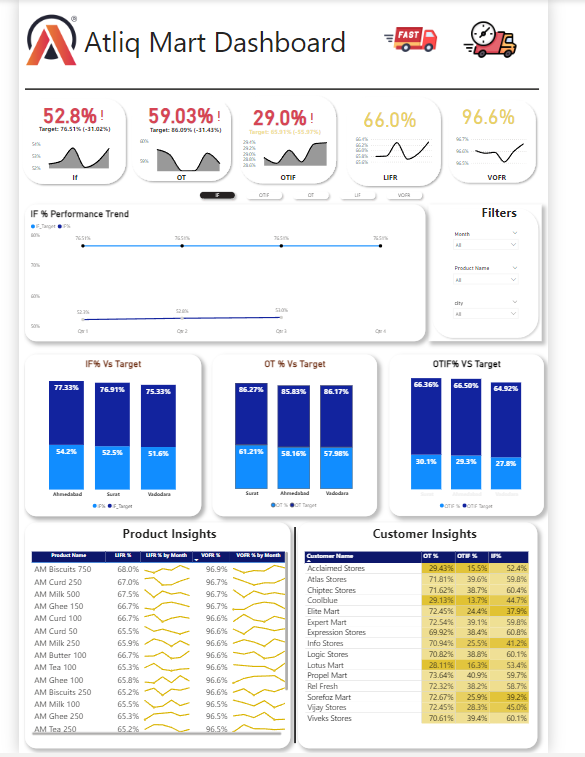 Atliq Mart Dashboard
FAST
52.8%!
Target: 76.51% (-31.02%)
54%
53%
52%
If
59.03%!
Target: 86.09% (-31.43%)
60%
59%
OT
29.0%!
29.4%
29.2%
29.0%
28.8%
28.6%
OTIF
66.0%
66.4%
66.2%
66.0%
65.8%
65.6%
LIFR
96.6%
96.7%
96.6%
96.5%
VOFR
IF
OTIF
OT
LIF
VOFR
IF % Performance Trend
IF_Target IF%
80%
70%
60%
50%
76.51%
76.51%
76.51%
76.51%
52.8%
53.0%
Qtr 1
Qtr 2
Qtr 3
Qtr 4
Filters
Month
All
Product Name
All
city
All
IF% Vs Target
77.33% 76.91% 75.33%
54.2% 52.5% 51.6%
Ahmedabad Surat Vadodara
IF% IF_Target
OT % Vs Target
86.27% 85.83% 86.17%
61.21% 58.16% 57.98%
Surat Ahmedabad Vadodara
OT % OT Target
OTIF% VS Target
66.36% 66.50% 64.92%
30.1% 29.3% 27.8%
OTIF % OTIF Target
Product Insights
Product Name LIFR % LIFR % by Month VOFR % VOFR % by Month
AM Biscuits 750 68.0% 96.9%
AM Curd 250 67.0% 96.7%
AM Milk 500 67.5% 96.7%
AM Ghee 150 66.7% 96.7%
AM Curd 100 66.7% 96.6%
AM Curd 50 65.5% 96.6%
AM Milk 250 65.9% 96.6%
AM Butter 100 66.7% 96.6%
AM Tea 100 65.3% 96.6%
AM Ghee 100 65.8% 96.6%
AM Biscuits 250 65.2% 96.6%
AM Milk 100 65.5% 96.5%
AM Ghee 250 65.3% 96.5%
AM Tea 250 65.2% 96.5%
Customer Insights
Customer Name OT % OTIF % IF%
Acclaimed Stores 29.43% 15.5% 52.4%
Atlas Stores 71.81% 39.6% 59.8%
Chiptec Stores 71.62% 38.7% 60.4%
Coolblue 29.13% 13.7% 44.7%
Elite Mart 72.45% 24.4% 37.9%
Expert Mart 72.54% 39.1% 59.8%
Expression Stores 69.92% 38.4% 60.8%
Info Stores 70.94% 25.5% 41.2%
Logic Stores 70.82% 38.8% 60.1%
Lotus Mart 28.11% 16.3% 53.4%
Propel Mart 73.64% 40.9% 59.7%
Rel Fresh 72.32% 38.2% 58.7%
Sorefoz Mart 72.67% 25.9% 39.2%
Vijay Stores 72.45% 28.3% 45.0%
Viveks Stores 70.61% 39.4% 60.1%